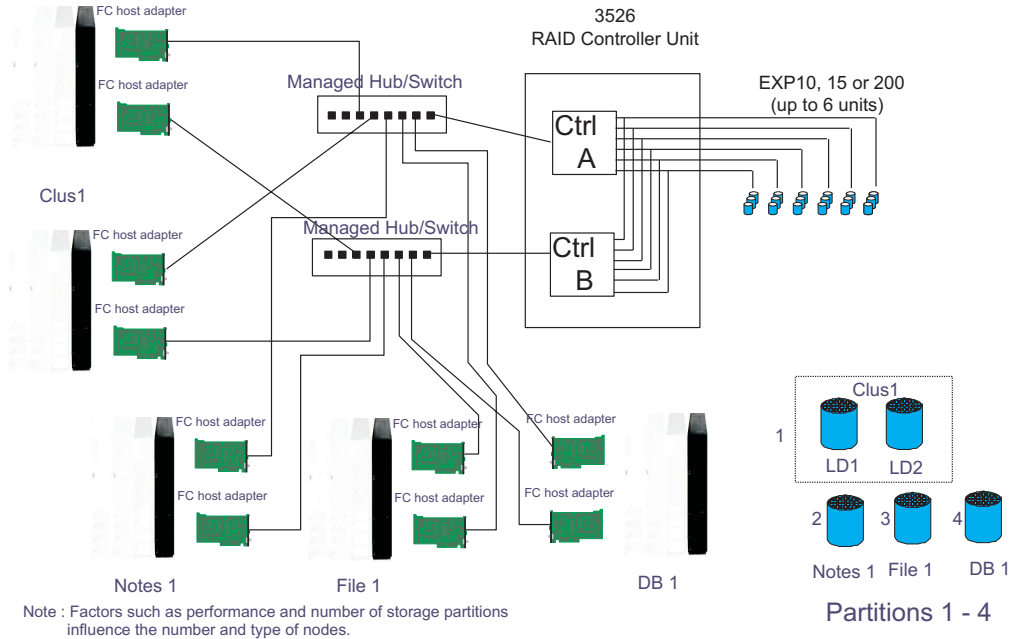 FC host adapter
3526
RAID Controller Unit
FC host adapter
Managed Hub/Switch
EXP10, 15 or 200
(up to 6 units)
Ctrl
A
Clus1
FC host adapter
Managed Hub/Switch
Ctrl
B
FC host adapter
Clus1
1
LD1
LD2
FC host adapter
FC host adapter
FC host adapter
FC host adapter
FC host adapter
FC host adapter
2
3
4
Notes 1
File 1
DB 1
Notes 1
File 1
DB 1
Note : Factors such as performance and number of storage partitions
influence the number and type of nodes.
Partitions 1 - 4